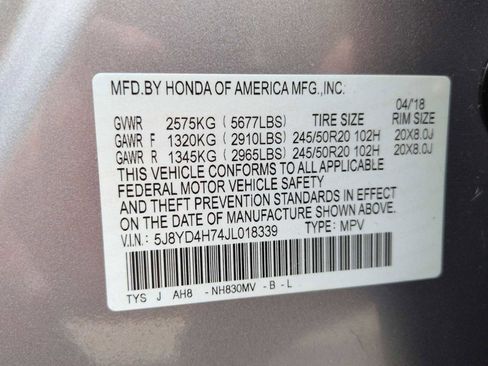 MFD.BY HONDA OF AMERICA MFG.,INC.
04/'18
GVWR 2575KG (5677LBS) TIRE SIZE RIM SIZE
GAWR F 1320KG (2910LBS) 245/50R20 102H 20X8.0J
GAWR R 1345KG (2965LBS) 245/50R20 102H 20X8.0J
THIS VEHICLE CONFORMS TO ALL APPLICABLE
FEDERAL MOTOR VEHICLE SAFETY
AND THEFT PREVENTION STANDARDS IN EFFECT
ON THE DATE OF MANUFACTURE SHOWN ABOVE.
V.I.N.: 5J8YD4H74JL018339 TYPE: MPV
TYS J AH8 -NH830MV -B -L